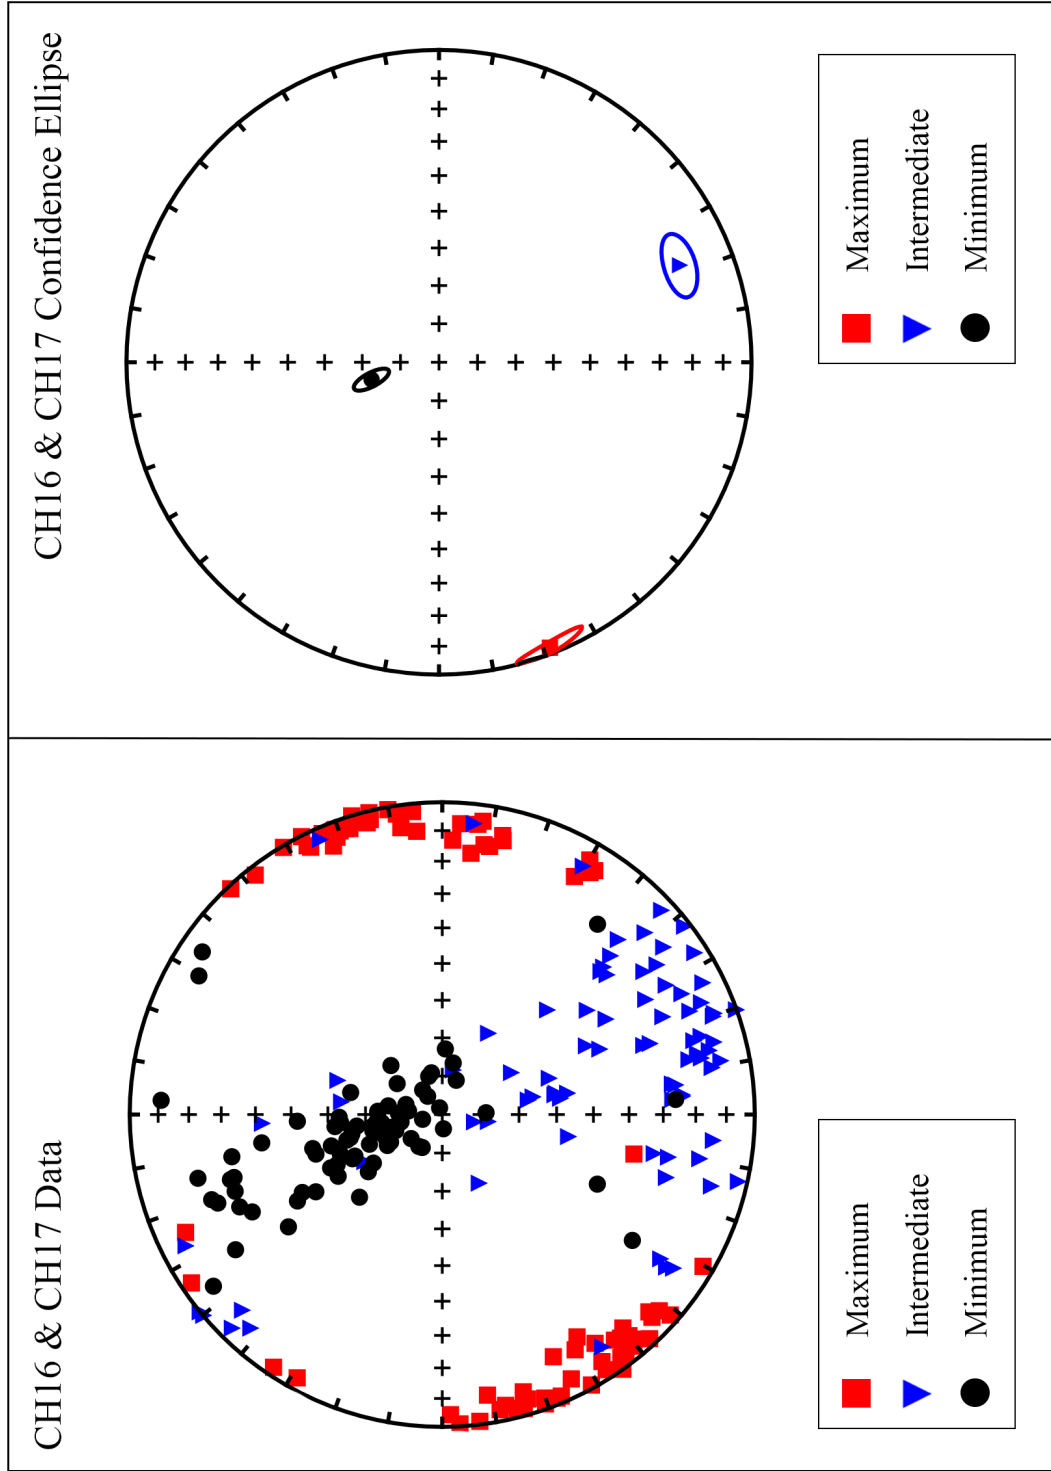 CH16 & CH17 Data
Maximum
Intermediate
Minimum
CH16 & CH17 Confidence Ellipse
Maximum
Intermediate
Minimum